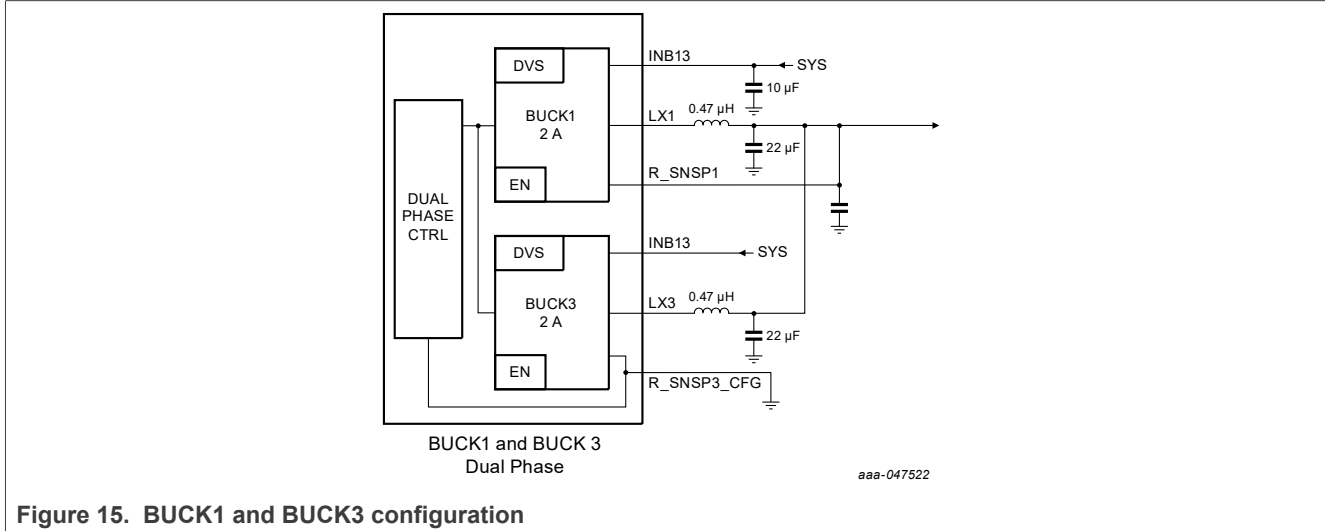 DVS
BUCK1
2 A
EN
INB13
SYS
10 µF
LX1
0.47 µH
22 µF
R_SNSP1
DUAL
PHASE
CTRL
DVS
BUCK3
2 A
EN
INB13
SYS
LX3
0.47 µH
22 µF
R_SNSP3_CFG
BUCK1 and BUCK 3
Dual Phase
aaa-047522
Figure 15. BUCK1 and BUCK3 configuration